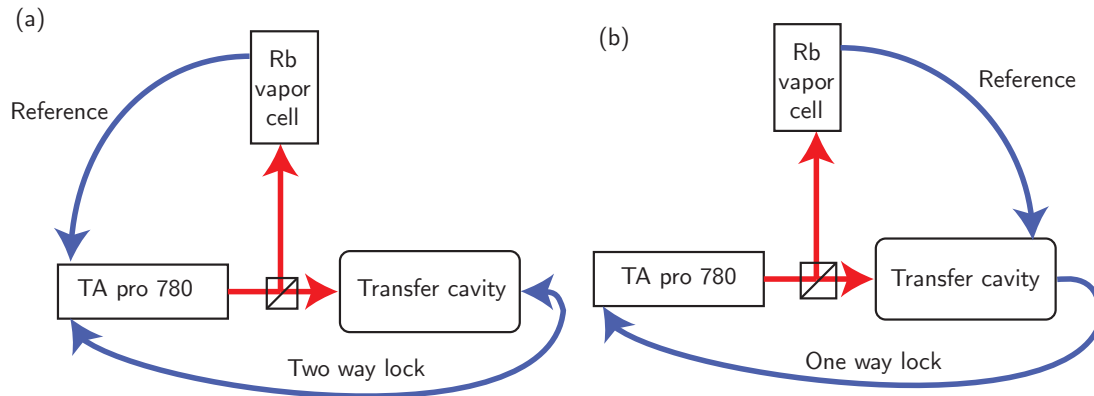 (a)
Rb
vapor
cell
Reference
TA pro 780
Transfer cavity
Two way lock
(b)
Rb
vapor
cell
Reference
TA pro 780
Transfer cavity
One way lock